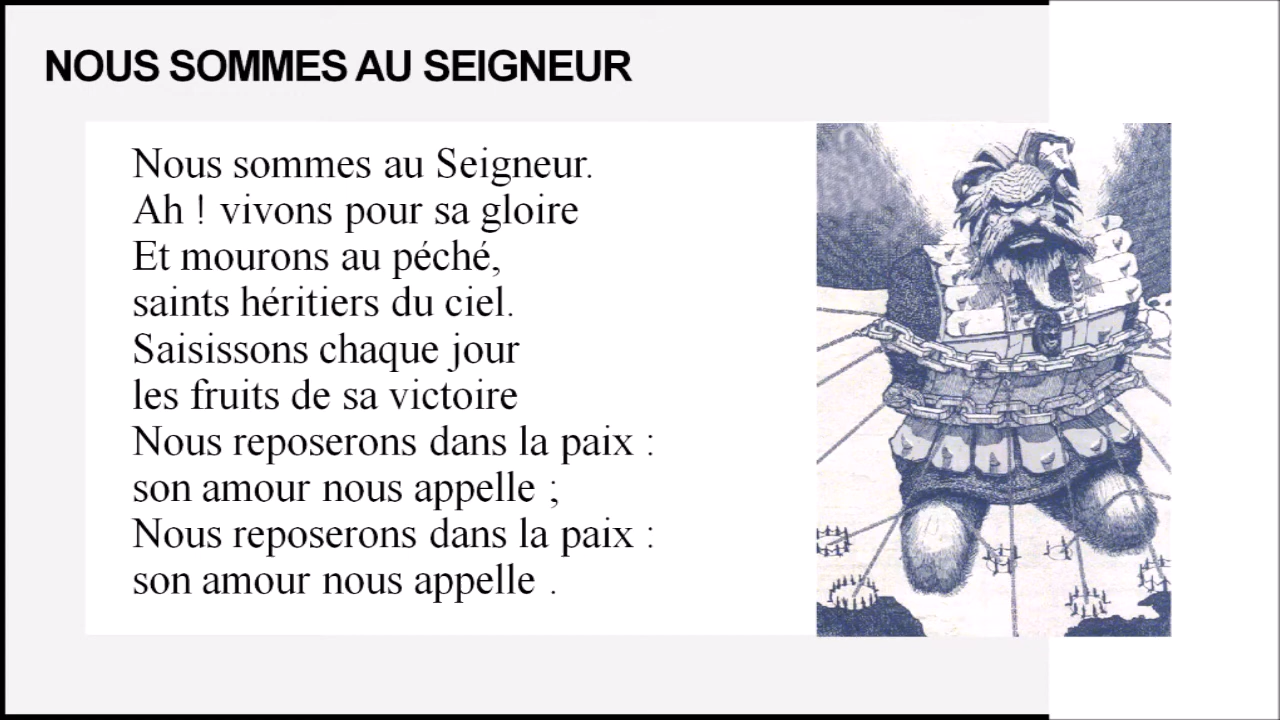 NOUS SOMMES AU SEIGNEUR
Nous sommes au Seigneur.
Ah ! vivons pour sa gloire
Et mourons au péché,
saints héritiers du ciel.
Saisissons chaque jour
les fruits de sa victoire
Nous reposerons dans la paix :
son amour nous appelle ;
Nous reposerons dans la paix :
son amour nous appelle .